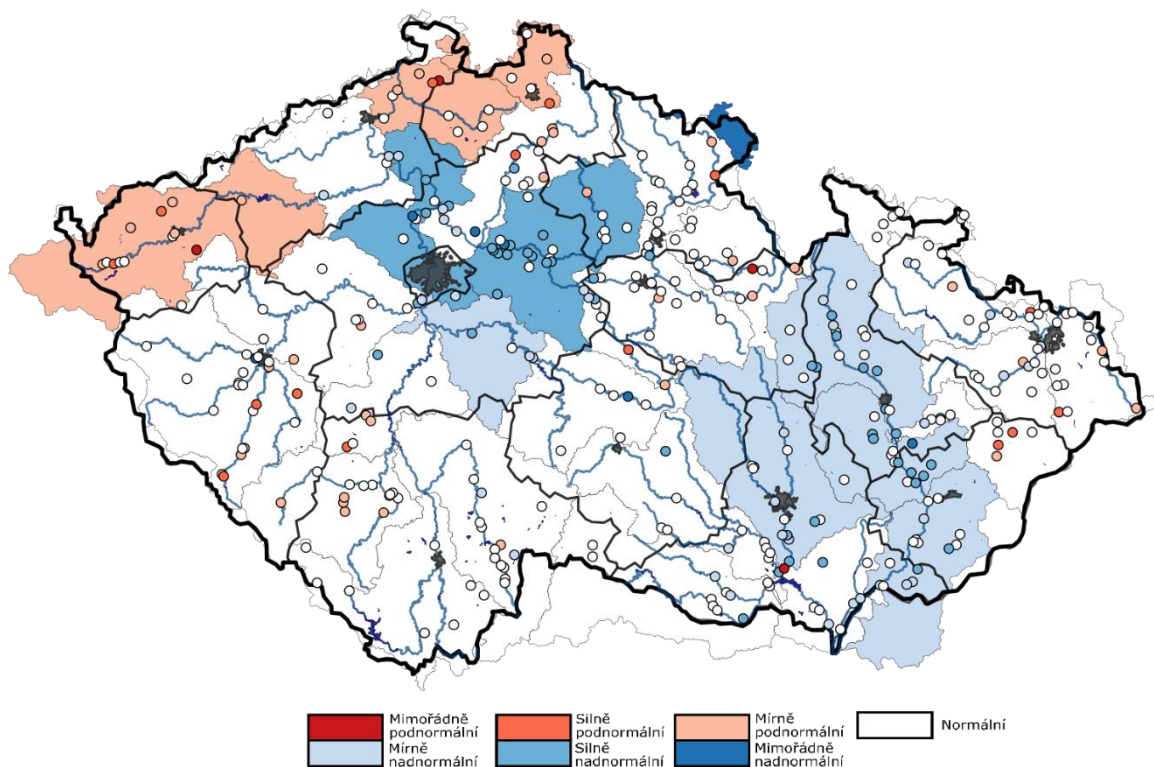 Mimořádně
podnormální
Silně
podnormální
Mírně
podnormální
Normální
Mírně
nadnormální
Silně
nadnormální
Mimořádně
nadnormální